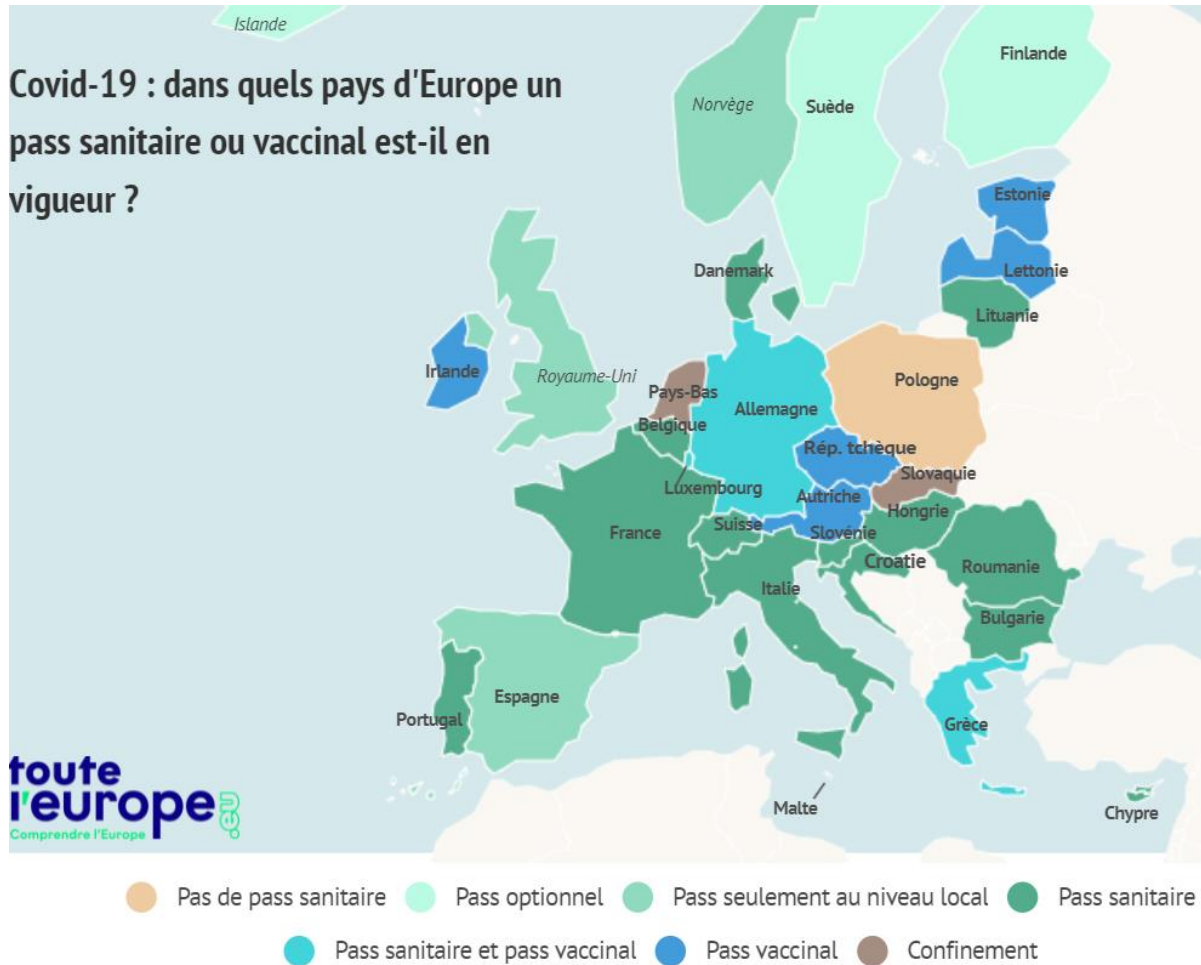 Islande
Covid-19 : dans quels pays d'Europe un
pass sanitaire ou vaccinal est-il en
vigueur ?
Norvège
Suède
Finlande
Estonie
Lettonie
Lituanie
Danemark
Irlande
Royaume-Uni
Pays-Bas
Belgique
Allemagne
Pologne
Rép. tchèque
Slovaquie
Luxembourg
Autriche
Hongrie
France
Suisse
Slovénie
Croatie
Roumanie
Italie
Bulgarie
Espagne
Portugal
Grèce
Malte
Chypre
toute
l'europe.eu
Comprendre l'Europe
Pas de pass sanitaire
Pass optionnel
Pass seulement au niveau local
Pass sanitaire
Pass sanitaire et pass vaccinal
Pass vaccinal
Confinement